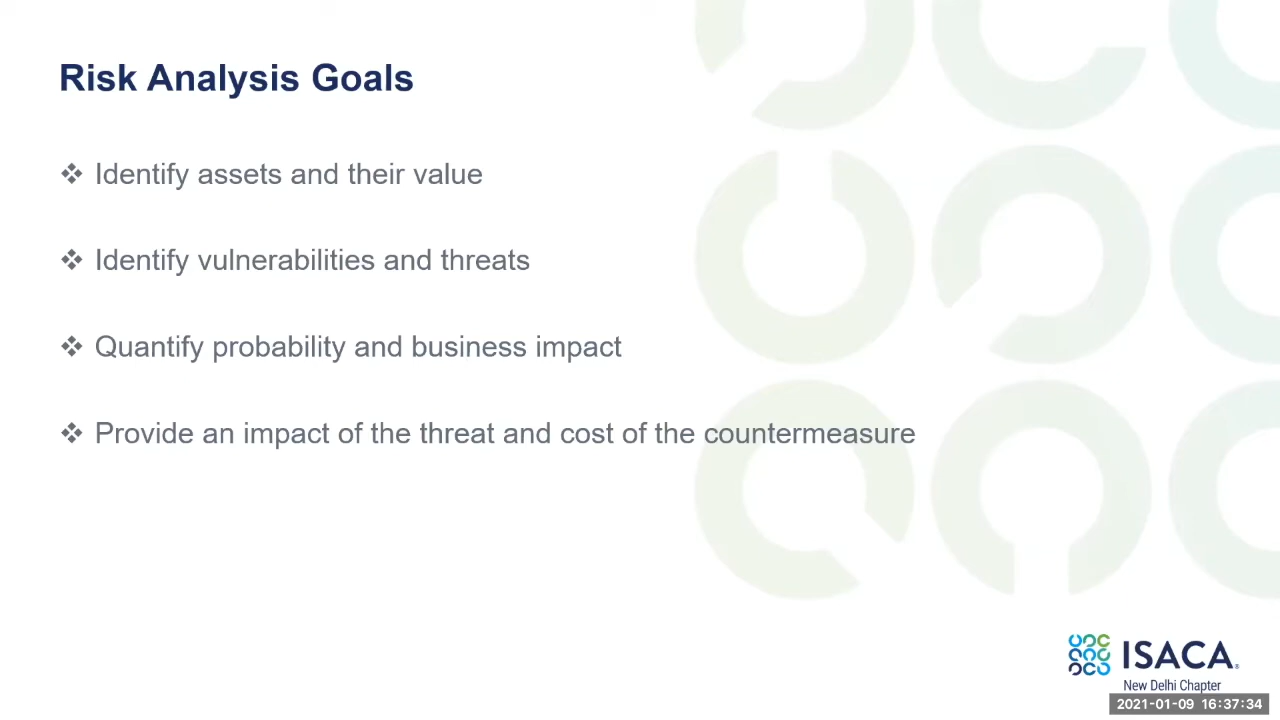 Risk Analysis Goals
❖ Identify assets and their value
❖ Identify vulnerabilities and threats
❖ Quantify probability and business impact
❖ Provide an impact of the threat and cost of the countermeasure
ISACA®
New Delhi Chapter
2021-01-09 16:37:34